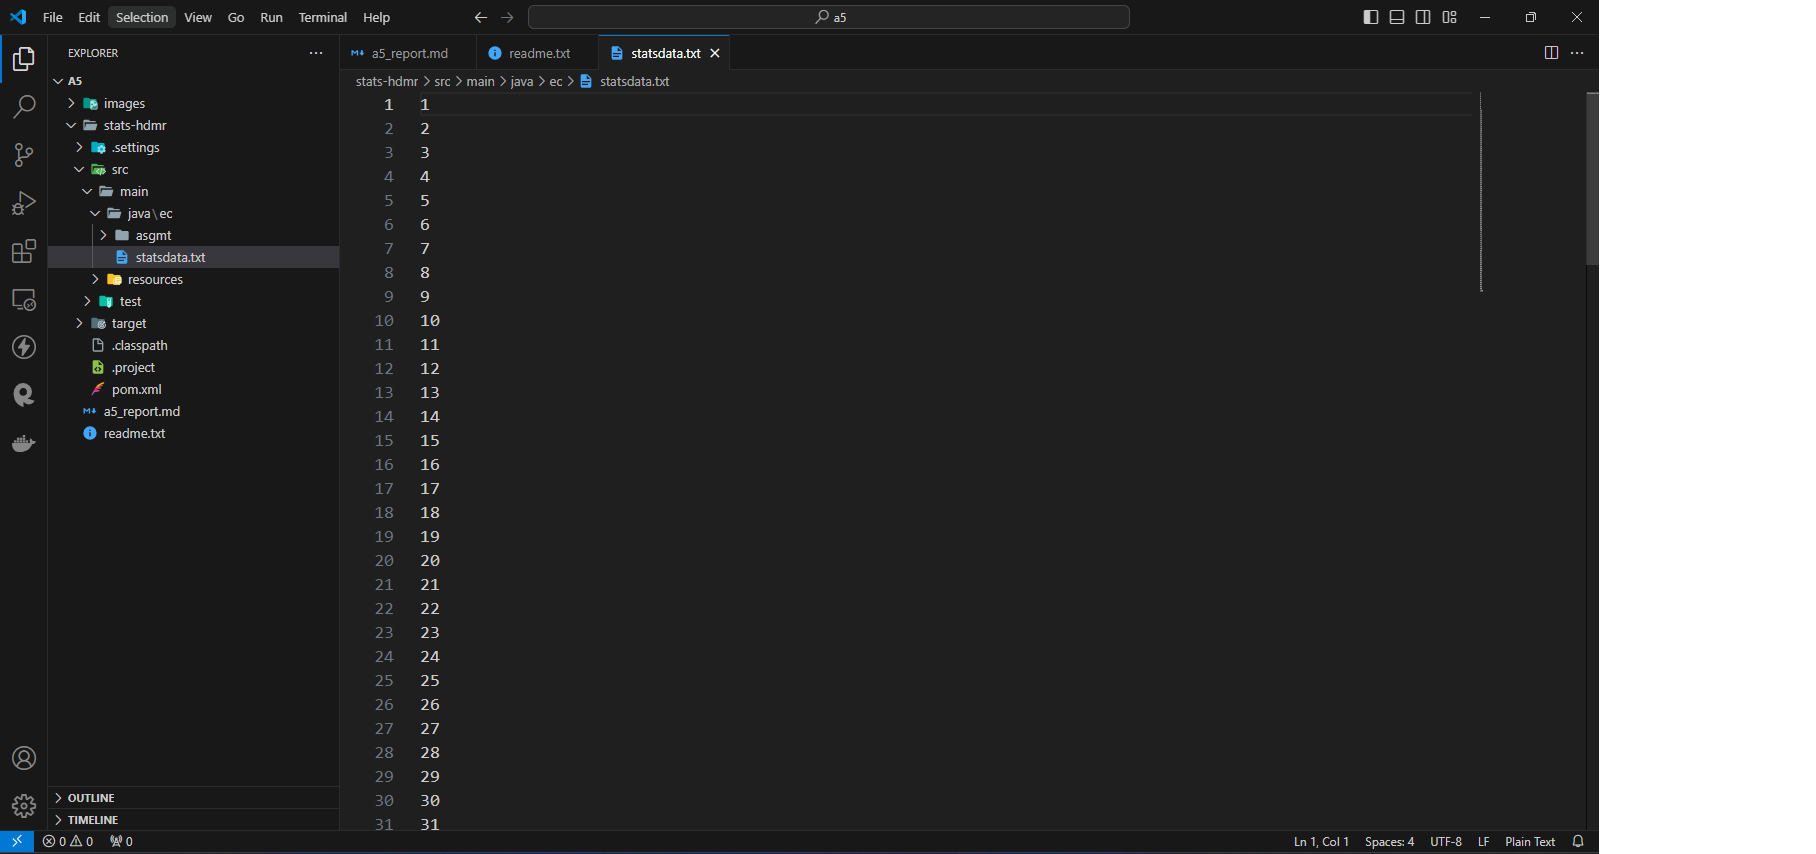 File Edit Selection View Go Run Terminal Help
a5
EXPLORER
A5
images
stats-hdmr
.settings
src
main
java\ec
asgmt
statsdata.txt
resources
test
target
.classpath
.project
pom.xml
a5_report.md
readme.txt
OUTLINE
TIMELINE
a5_report.md readme.txt statsdata.txt
stats-hdmr > src > main > java > ec > statsdata.txt
1 1
2 2
3 3
4 4
5 5
6 6
7 7
8 8
9 9
10 10
11 11
12 12
13 13
14 14
15 15
16 16
17 17
18 18
19 19
20 20
21 21
22 22
23 23
24 24
25 25
26 26
27 27
28 28
29 29
30 30
31 31
0 0 0 Ln 1, Col 1 Spaces: 4 UTF-8 LF Plain Text